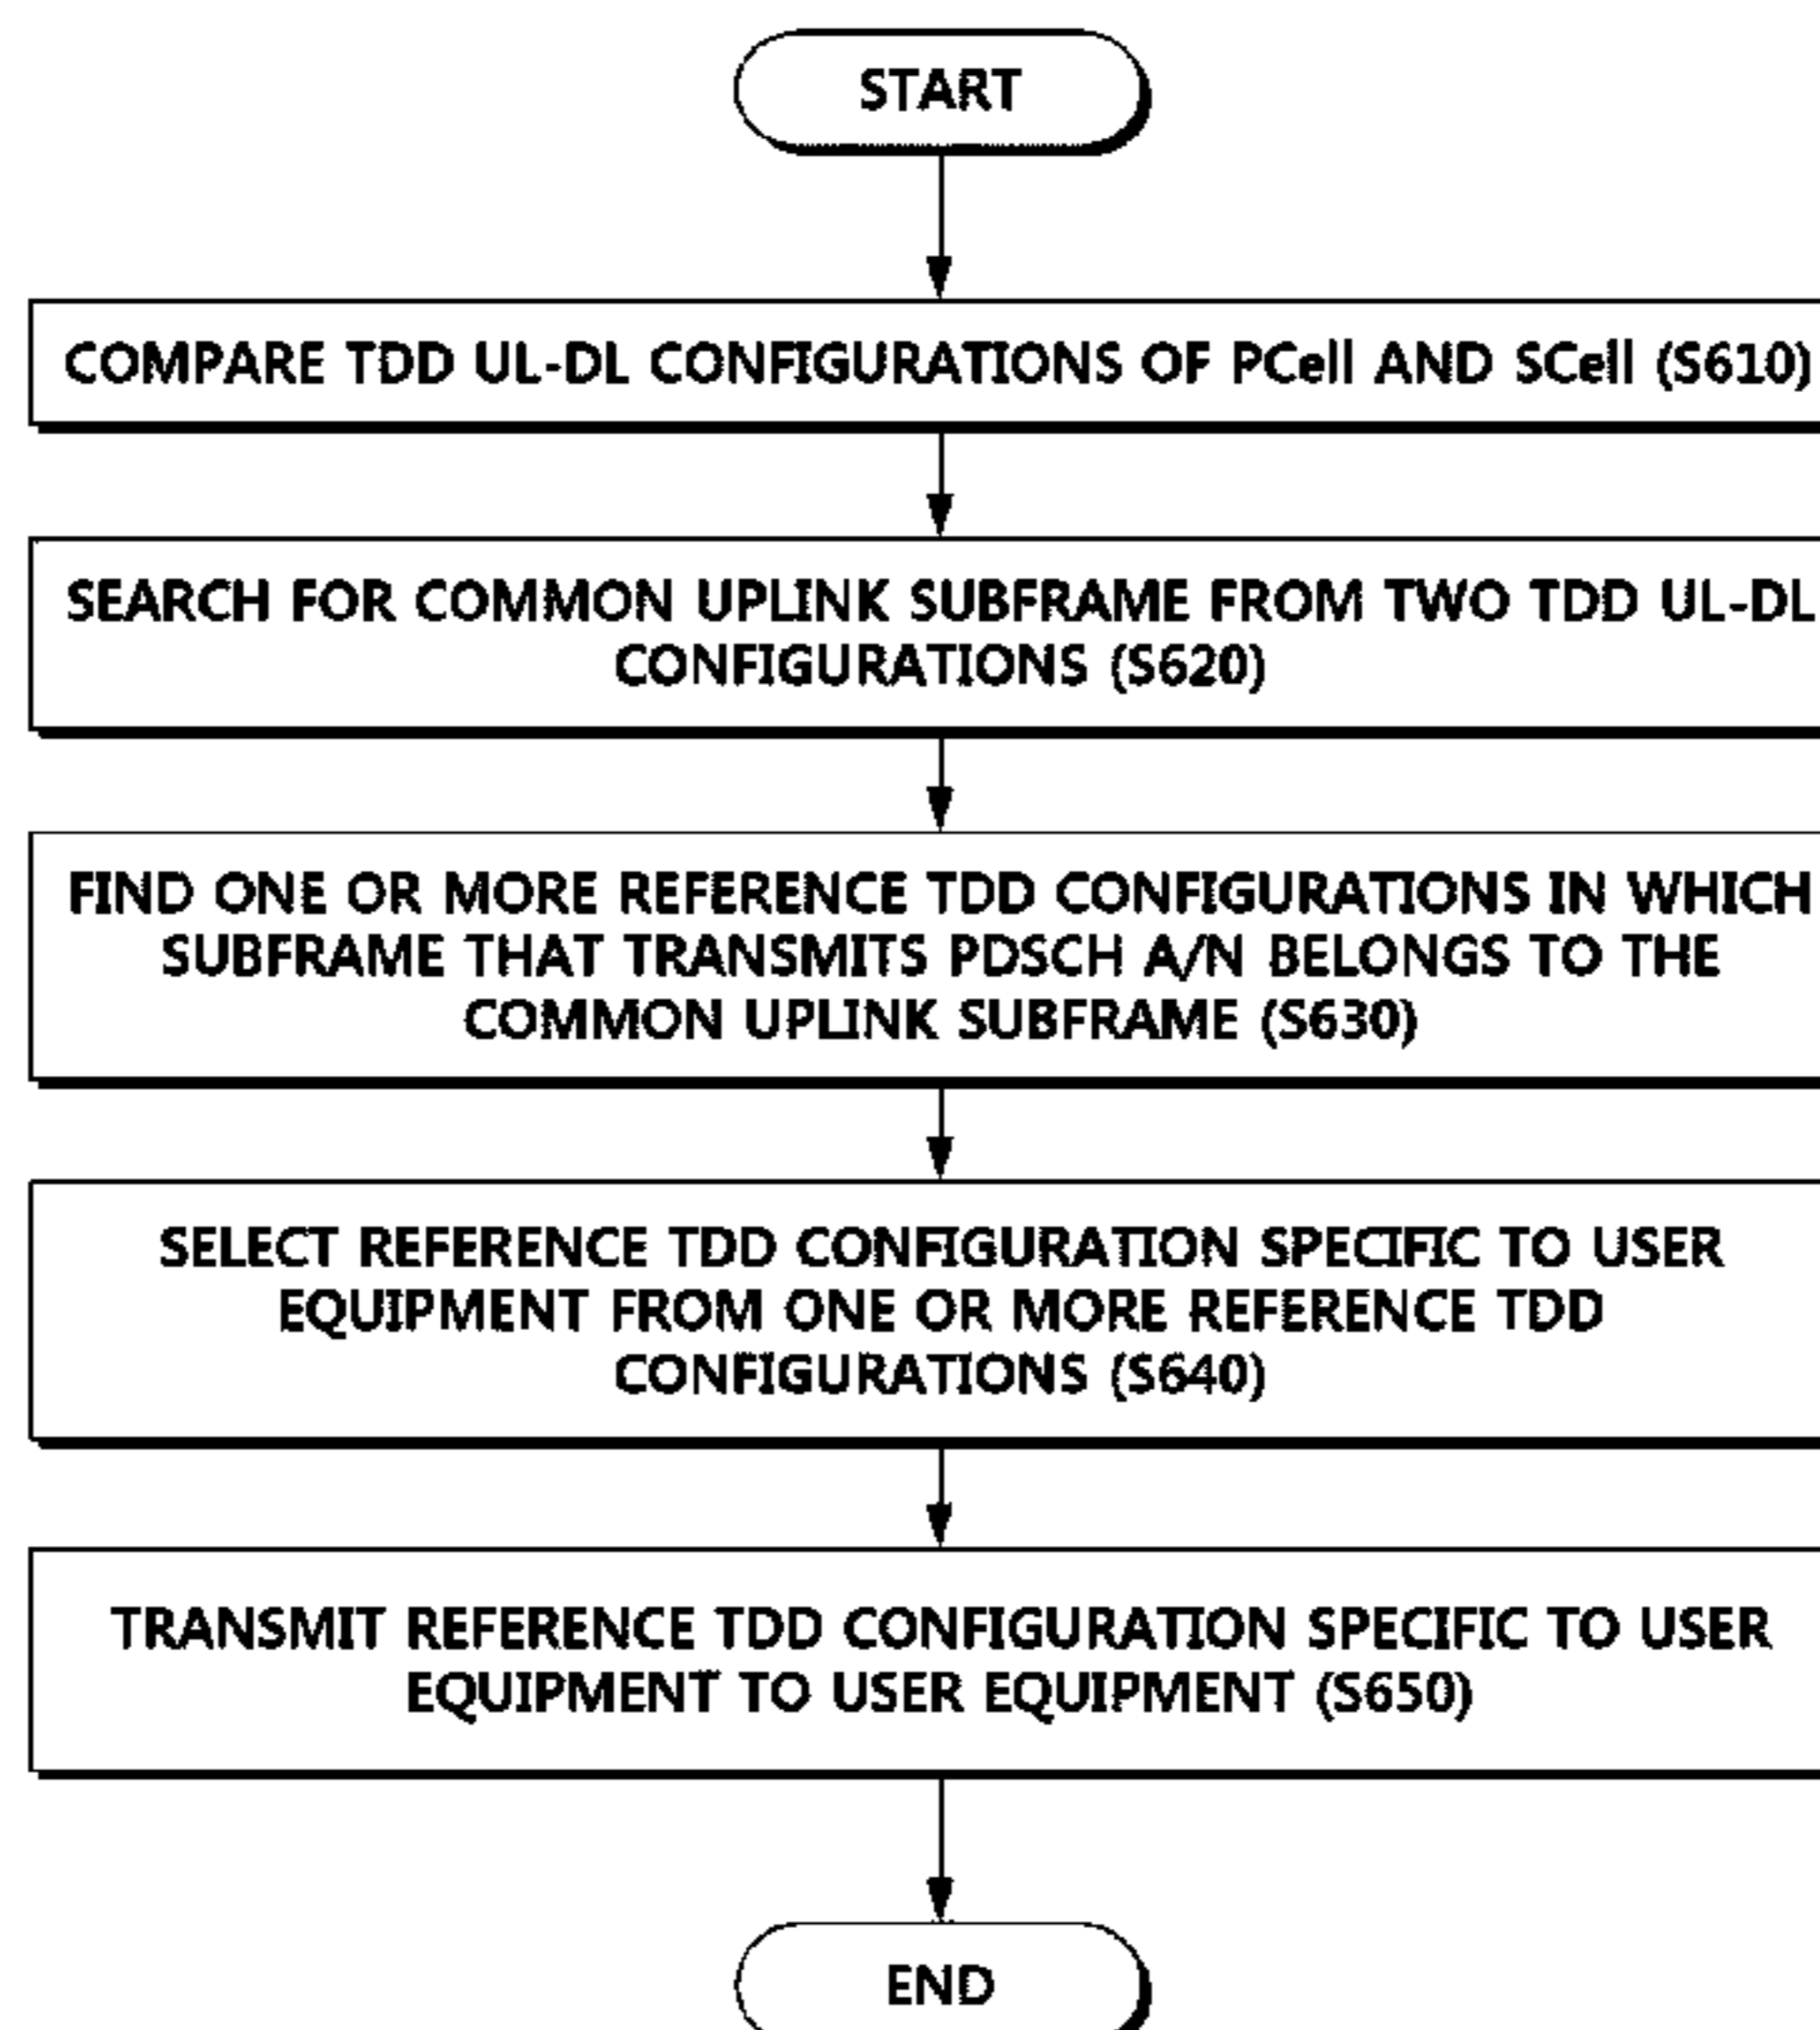 START
COMPARE TDD UL-DL CONFIGURATIONS OF PCell AND SCell (S610)
SEARCH FOR COMMON UPLINK SUBFRAME FROM TWO TDD UL-DL
CONFIGURATIONS (S620)
FIND ONE OR MORE REFERENCE TDD CONFIGURATIONS IN WHICH
SUBFRAME THAT TRANSMITS PDSCH A/N BELONGS TO THE
COMMON UPLINK SUBFRAME (S630)
SELECT REFERENCE TDD CONFIGURATION SPECIFIC TO USER
EQUIPMENT FROM ONE OR MORE REFERENCE TDD
CONFIGURATIONS (S640)
TRANSMIT REFERENCE TDD CONFIGURATION SPECIFIC TO USER
EQUIPMENT TO USER EQUIPMENT (S650)
END